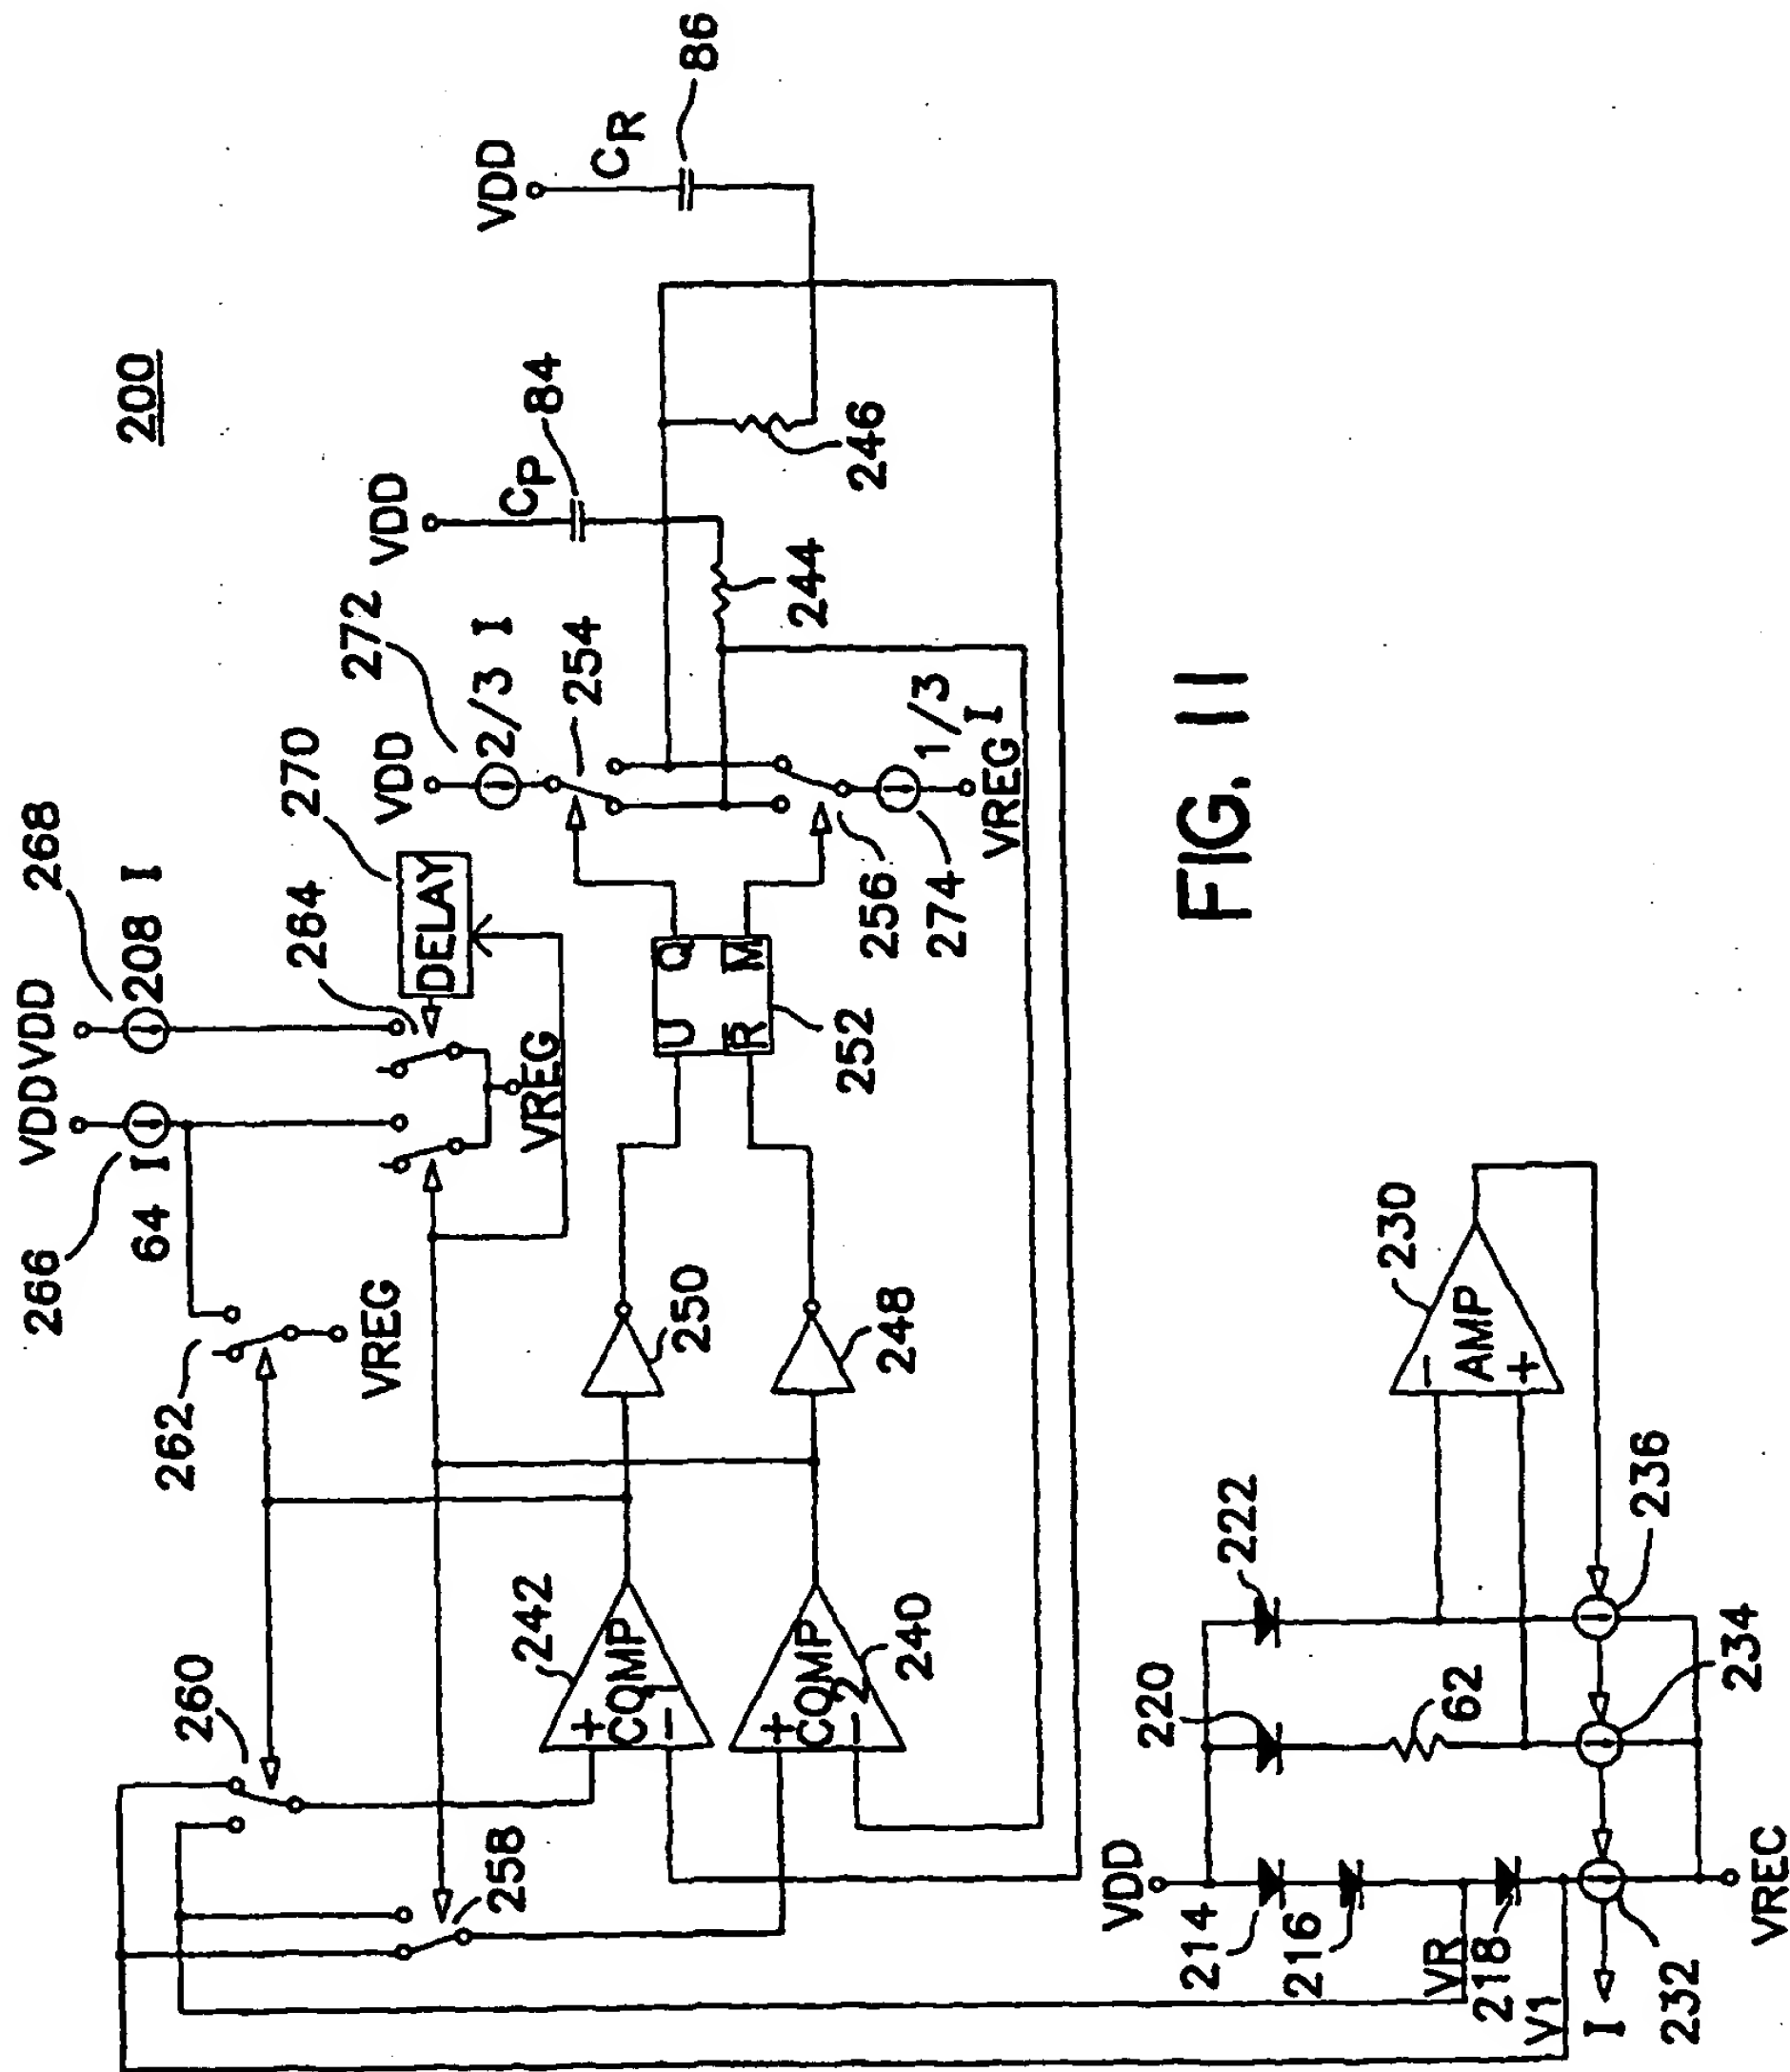 200
266
268
VDD
VDD
64 I
208 I
270
272
VDD
VDD
VDD
262
264
DELAY
2/3 I
CP
84
CR
86
VREG
VREG
254
260
250
U
Q
R
M
252
244
246
258
242
+
COMP
1
−
248
256
274
1/3
I
VREG
+
COMP
2
−
240
FIG. 11
VDD
220
222
230
214
216
62
−
AMP
+
VR
218
V1
I
232
234
236
VREC